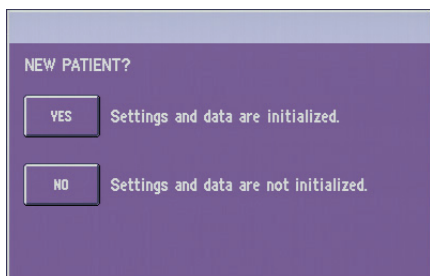 NEW PATIENT?
YES Settings and data are initialized.
NO Settings and data are not initialized.